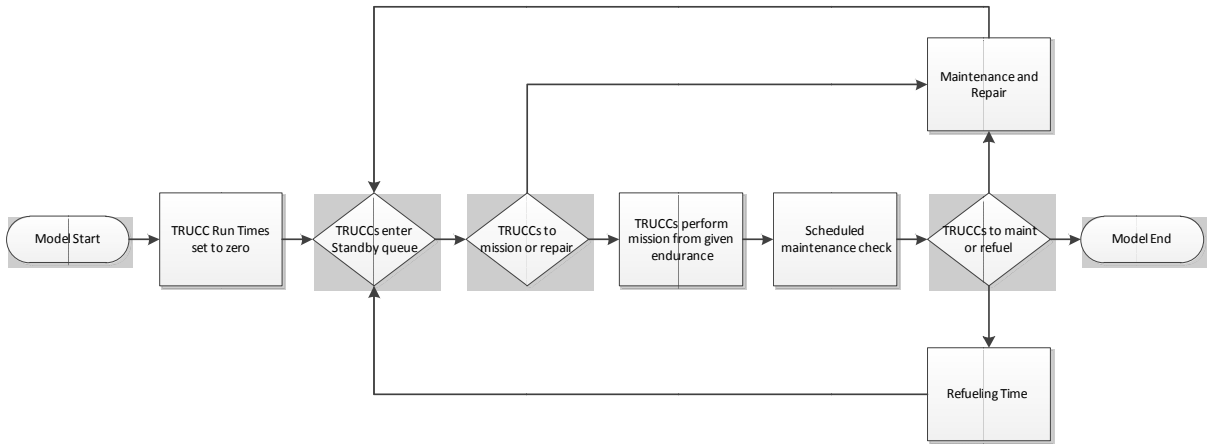 Maintenance and
Repair
Model Start
TRUCC Run Times
set to zero
TRUCCs enter
Standby queue
TRUCCs to
mission or repair
TRUCCs perform
mission from given
endurance
Scheduled
maintenance check
TRUCCs to maint
or refuel
Model End
Refueling Time